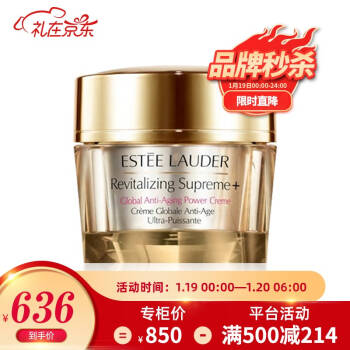 礼在京东
品牌秒杀
1月19日00:00-24:00
限时直降
ESTĒE LAUDER
Revitalizing Supreme+
Global Anti-Aging Power Creme
Crème Globale Anti-Age
Ultra-Puissante
活动时间：1.19 00:00—1.20 06:00
¥636
到手价
=
专柜价
¥850
-
平台活动
满500减214